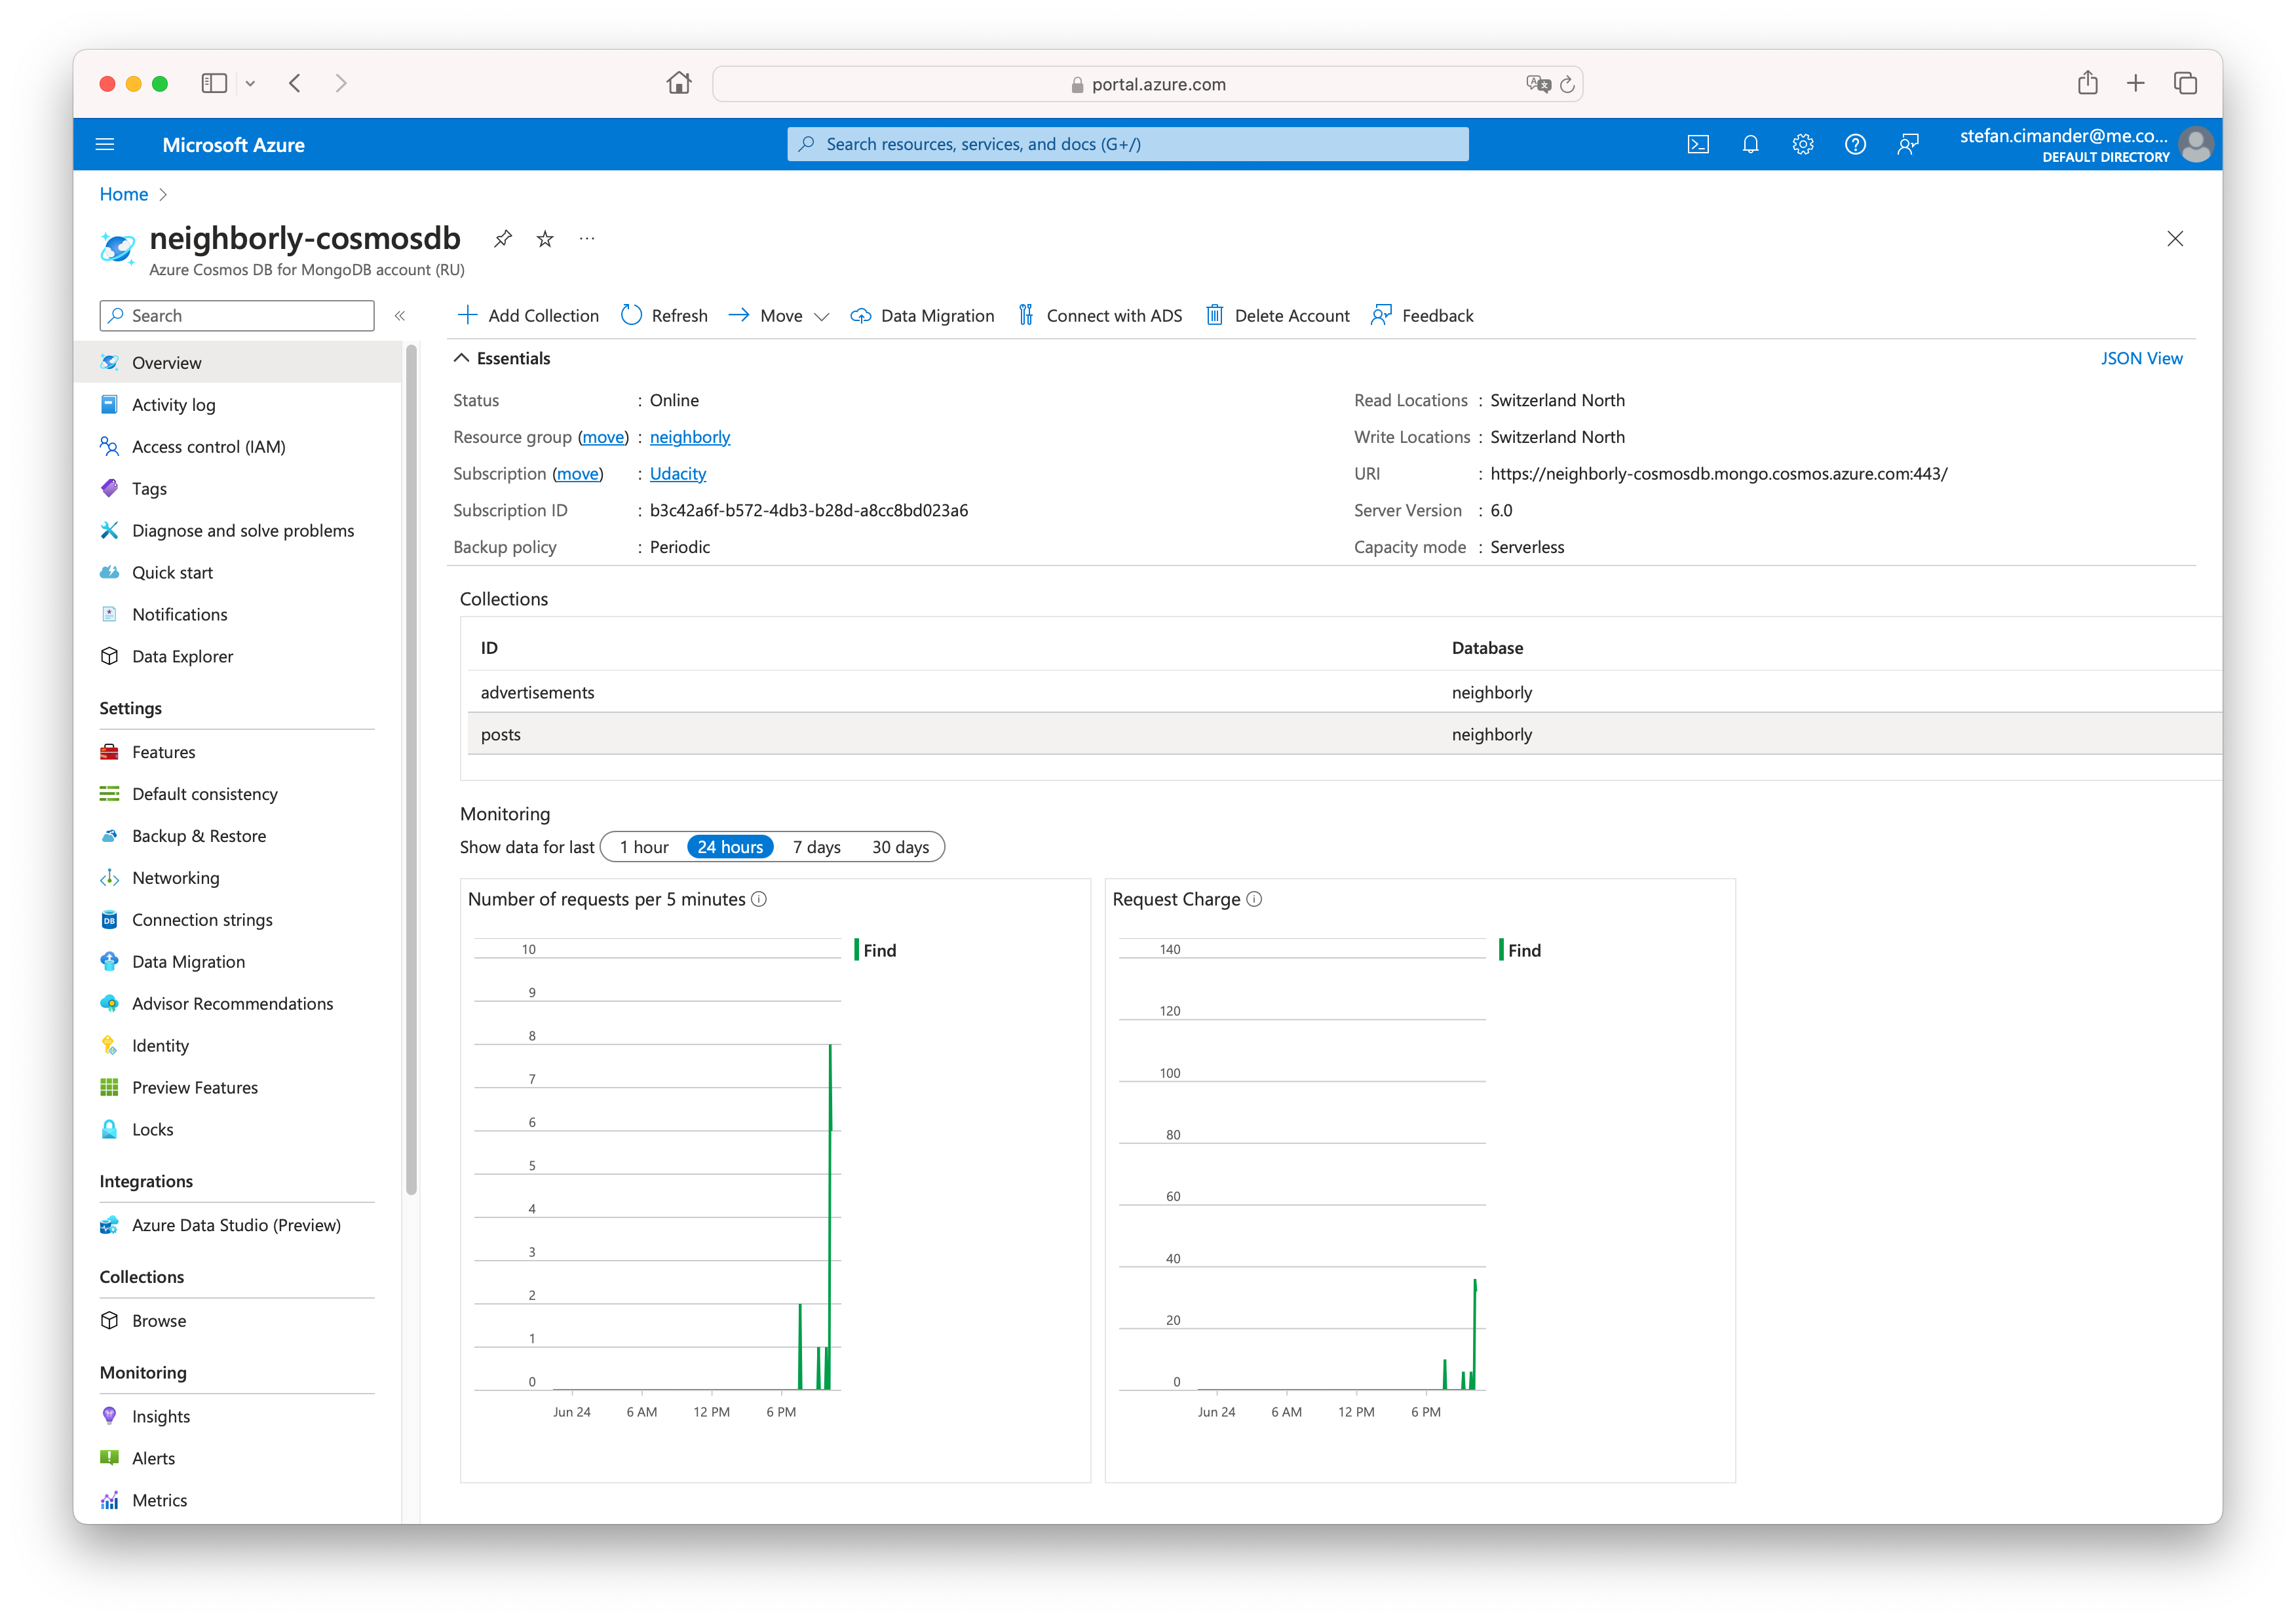 portal.azure.com
Microsoft Azure
Search resources, services, and docs (G+/)
stefan.cimander@me.co...
DEFAULT DIRECTORY
Home
neighborly-cosmosdb
Azure Cosmos DB for MongoDB account (RU)
Search
Add Collection Refresh Move Data Migration Connect with ADS Delete Account Feedback
Overview
Activity log
Access control (IAM)
Tags
Diagnose and solve problems
Quick start
Notifications
Data Explorer
Settings
Features
Default consistency
Backup & Restore
Networking
Connection strings
Data Migration
Advisor Recommendations
Identity
Preview Features
Locks
Integrations
Azure Data Studio (Preview)
Collections
Browse
Monitoring
Insights
Alerts
Metrics
Essentials
JSON View
Status : Online
Resource group (move) : neighborly
Subscription (move) : Udacity
Subscription ID : b3c42a6f-b572-4db3-b28d-a8cc8bd023a6
Backup policy : Periodic
Read Locations : Switzerland North
Write Locations : Switzerland North
URI : https://neighborly-cosmosdb.mongo.cosmos.azure.com:443/
Server Version : 6.0
Capacity mode : Serverless
Collections
ID Database
advertisements neighborly
posts neighborly
Monitoring
Show data for last 1 hour 24 hours 7 days 30 days
Number of requests per 5 minutes
10
9
8
7
6
5
4
3
2
1
0
Jun 24 6 AM 12 PM 6 PM
Find
Request Charge
140
120
100
80
60
40
20
0
Jun 24 6 AM 12 PM 6 PM
Find